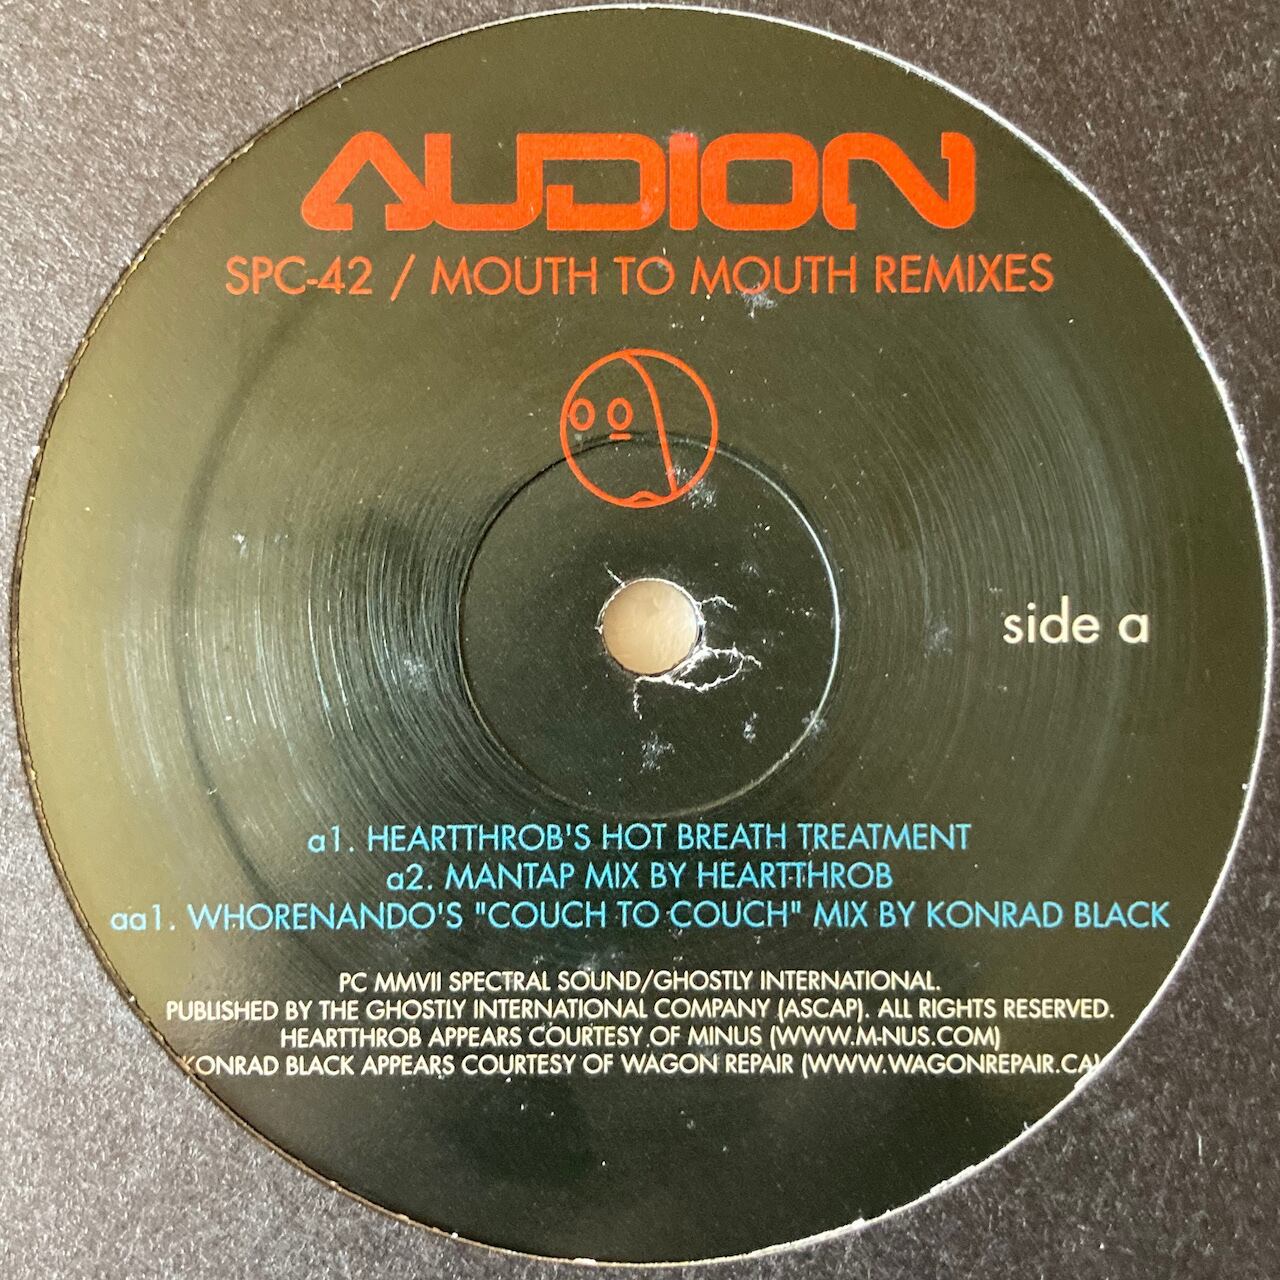 AUDION
SPC-42 / MOUTH TO MOUTH REMIXES
side a
a1. HEARTTHROB'S HOT BREATH TREATMENT
a2. MANTAP MIX BY HEARTTHROB
aa1. WHORENANDO'S "COUCH TO COUCH" MIX BY KONRAD BLACK
PC MMVII SPECTRAL SOUND/GHOSTLY INTERNATIONAL.
PUBLISHED BY THE GHOSTLY INTERNATIONAL COMPANY (ASCAP). ALL RIGHTS RESERVED.
HEARTTHROB APPEARS COURTESY OF MINUS (WWW.M-NUS.COM)
KONRAD BLACK APPEARS COURTESY OF WAGON REPAIR (WWW.WAGONREPAIR.CA)